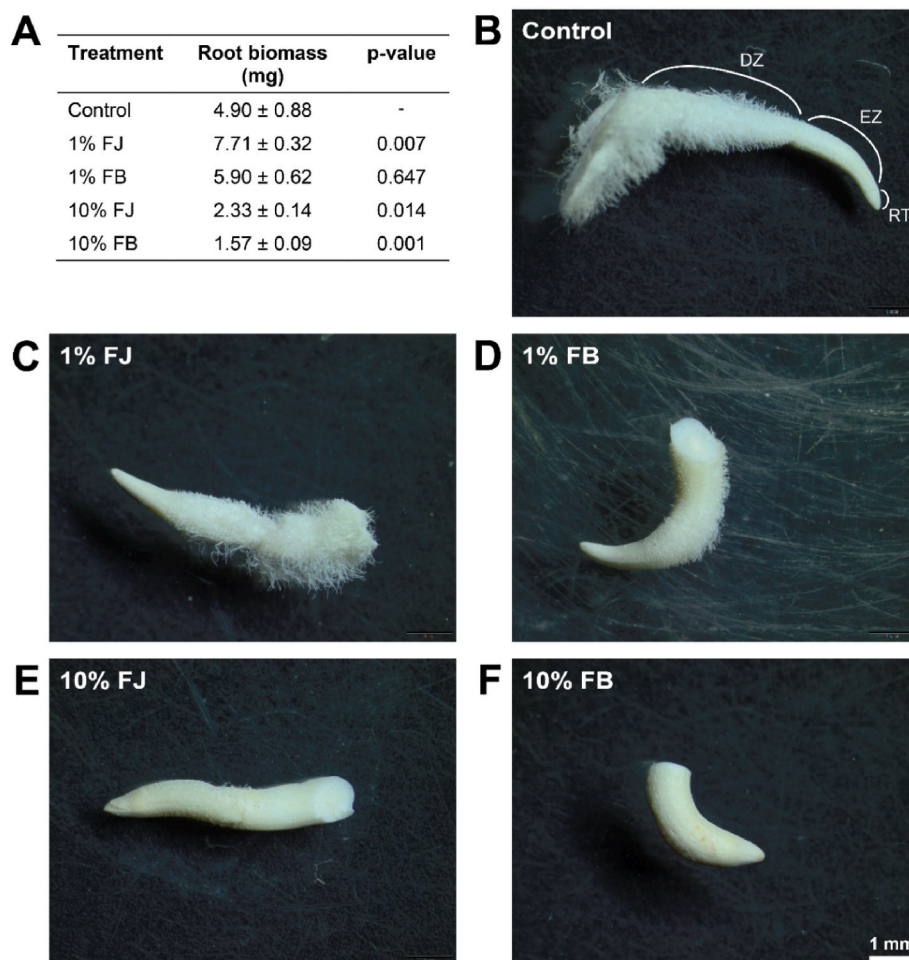 A
Treatment Root biomass (mg) p-value
Control 4.90 ± 0.88 -
1% FJ 7.71 ± 0.32 0.007
1% FB 5.90 ± 0.62 0.647
10% FJ 2.33 ± 0.14 0.014
10% FB 1.57 ± 0.09 0.001
B Control
DZ
EZ
RT
C 1% FJ
D 1% FB
E 10% FJ
F 10% FB
1 mm